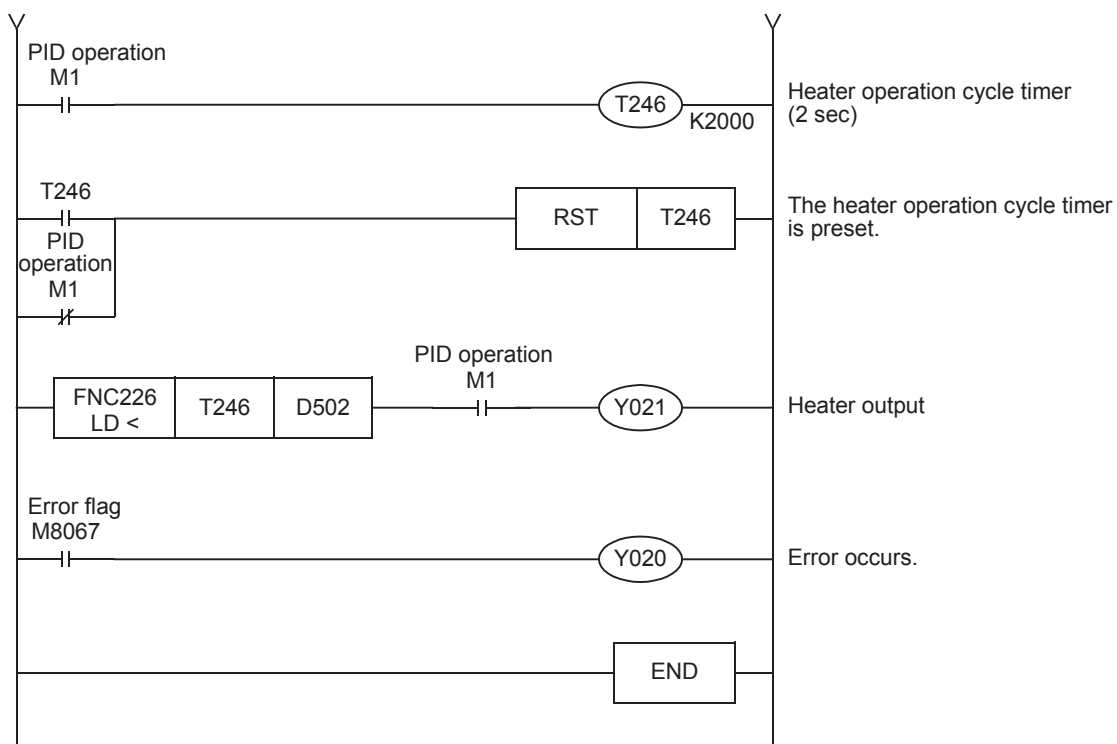 PID operation
M1
T246
K2000
Heater operation cycle timer
(2 sec)
T246
RST
T246
The heater operation cycle timer
is preset.
PID
operation
M1
FNC226
LD <
T246
D502
PID operation
M1
Y021
Heater output
Error flag
M8067
Y020
Error occurs.
END